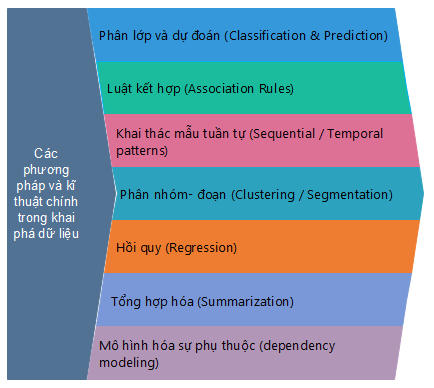 Các
phương
pháp và kĩ
thuật chính
trong khai
phá dữ liệu
Phân lớp và dự đoán (Classification & Prediction)
Luật kết hợp (Association Rules)
Khai thác mẫu tuần tự (Sequential / Temporal
patterns)
Phân nhóm- đoạn (Clustering / Segmentation)
Hồi quy (Regression)
Tổng hợp hóa (Summarization)
Mô hình hóa sự phụ thuộc (dependency
modeling)